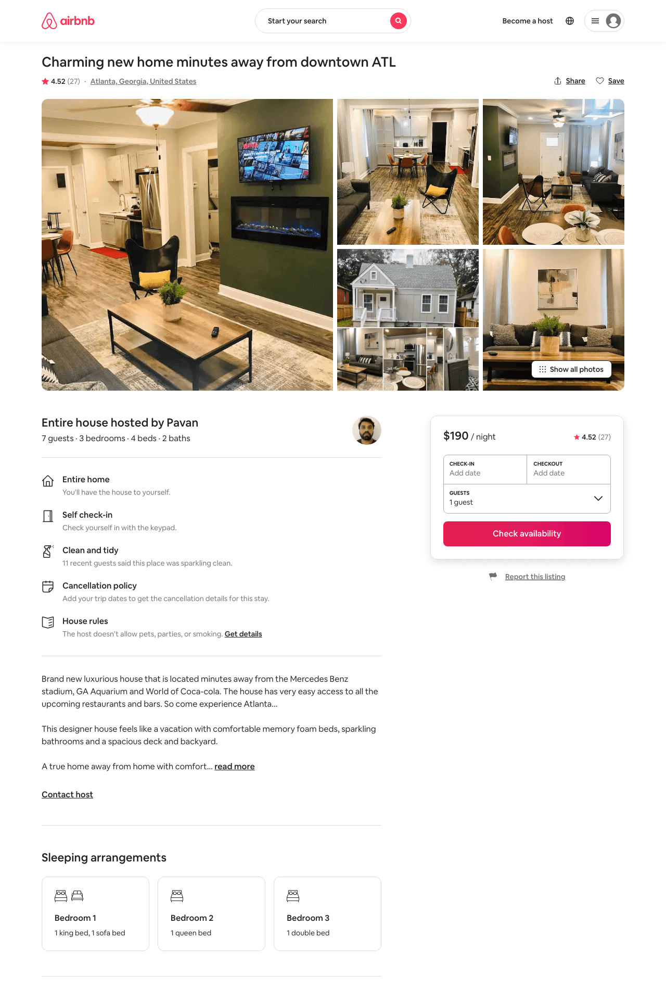 airbnb
Start your search
Become a host
Charming new home minutes away from downtown ATL
4.52 (27) · Atlanta, Georgia, United States
Share
Save
Show all photos
Entire house hosted by Pavan
7 guests · 3 bedrooms · 4 beds · 2 baths
Entire home
You’ll have the house to yourself.
Self check-in
Check yourself in with the keypad.
Clean and tidy
11 recent guests said this place was sparkling clean.
Cancellation policy
Add your trip dates to get the cancellation details for this stay.
House rules
The host doesn’t allow pets, parties, or smoking. Get details
Brand new luxurious house that is located minutes away from the Mercedes Benz
stadium, GA Aquarium and World of Coca-cola. The house has very easy access to all the
upcoming restaurants and bars. So come experience Atlanta...
This designer house feels like a vacation with comfortable memory foam beds, sparkling
bathrooms and a spacious deck and backyard.
A true home away from home with comfort... read more
Contact host
Sleeping arrangements
Bedroom 1
1 king bed, 1 sofa bed
Bedroom 2
1 queen bed
Bedroom 3
1 double bed
$190 / night
4.52 (27)
CHECK-IN
Add date
CHECKOUT
Add date
GUESTS
1 guest
Check availability
Report this listing